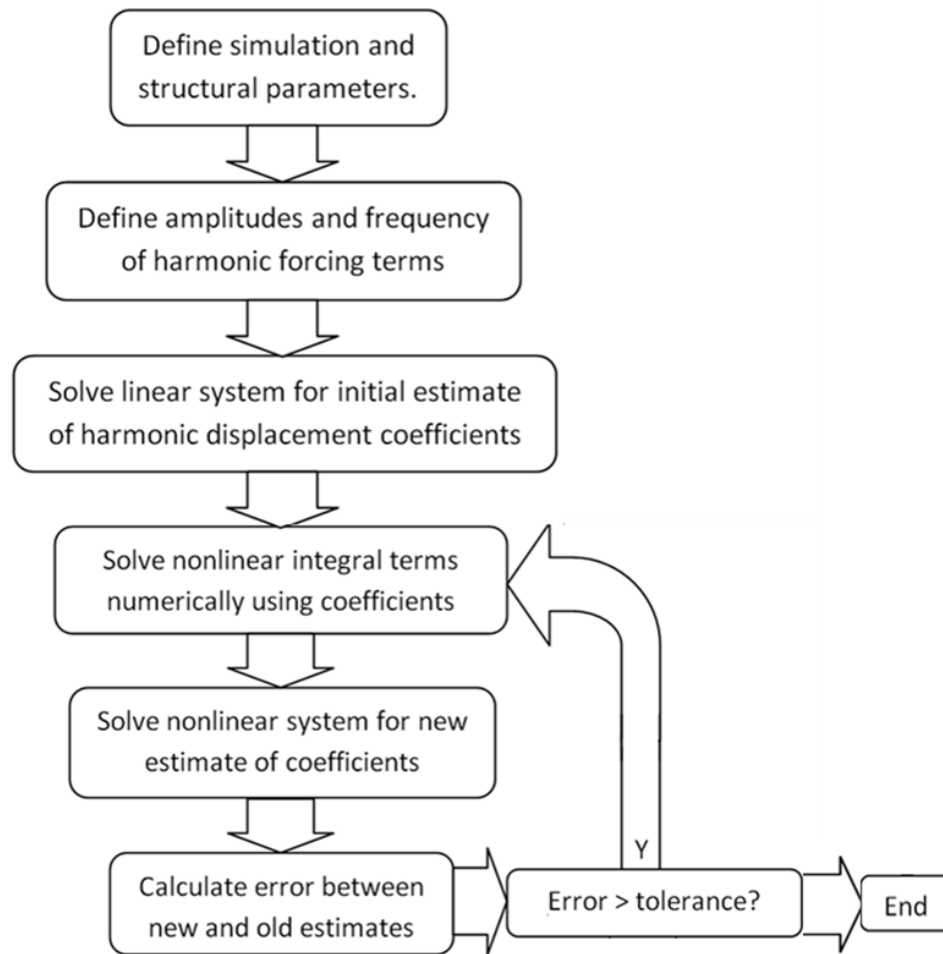 Define simulation and
structural parameters.
Define amplitudes and frequency
of harmonic forcing terms
Solve linear system for initial estimate
of harmonic displacement coefficients
Solve nonlinear integral terms
numerically using coefficients
Solve nonlinear system for new
estimate of coefficients
Calculate error between
new and old estimates
Y
Error > tolerance?
End